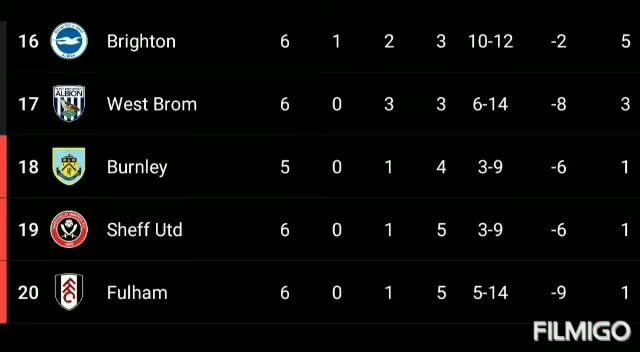 16 Brighton 6 1 2 3 10-12 -2 5
17 West Brom 6 0 3 3 6-14 -8 3
18 Burnley 5 0 1 4 3-9 -6 1
19 Sheff Utd 6 0 1 5 3-9 -6 1
20 Fulham 6 0 1 5 5-14 -9 1
FILMIGO